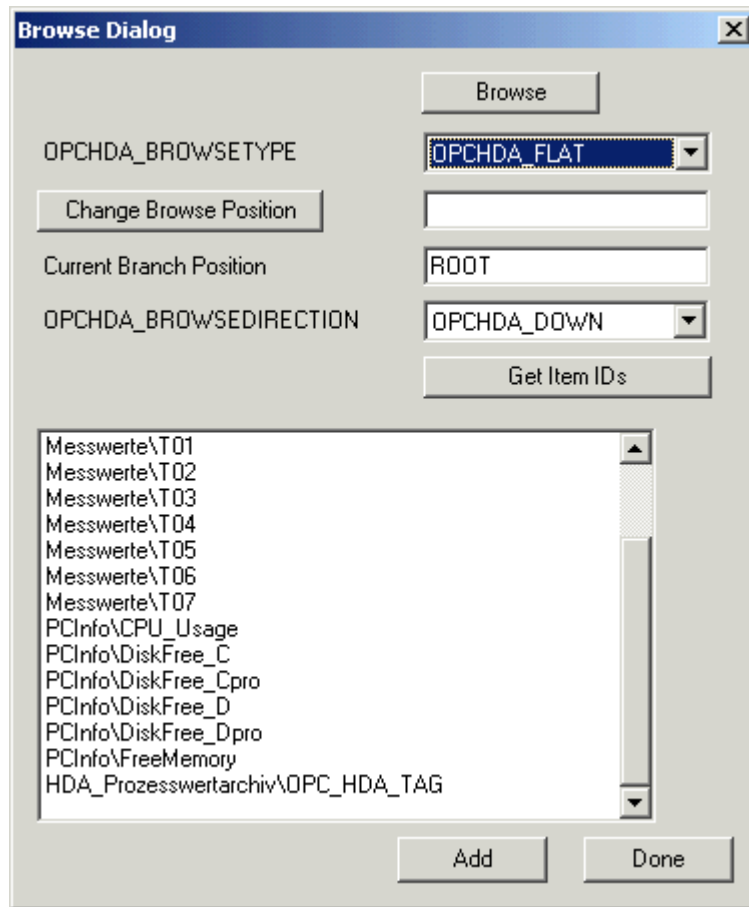 Browse Dialog
Browse
OPCHDA_BROWSETYPE OPCHDA_FLAT
Change Browse Position
Current Branch Position ROOT
OPCHDA_BROWSEDIRECTION OPCHDA_DOWN
Get Item IDs
Messwerte\T01
Messwerte\T02
Messwerte\T03
Messwerte\T04
Messwerte\T05
Messwerte\T06
Messwerte\T07
PCInfo\CPU_Usage
PCInfo\DiskFree_C
PCInfo\DiskFree_Cpro
PCInfo\DiskFree_D
PCInfo\DiskFree_Dpro
PCInfo\FreeMemory
HDA_Prozesswertarchiv\OPC_HDA_TAG
Add Done